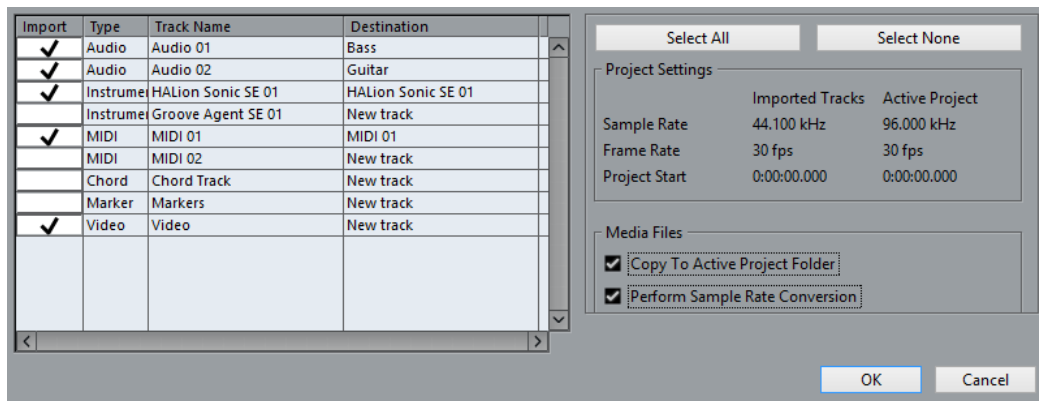 Import Type Track Name Destination
Audio Audio 01 Bass
Audio Audio 02 Guitar
Instrumer HALion Sonic SE 01 HALion Sonic SE 01
Instrumer Groove Agent SE 01 New track
MIDI MIDI 01 MIDI 01
MIDI MIDI 02 New track
Chord Chord Track New track
Marker Markers New track
Video Video New track
Select All Select None
Project Settings
Imported Tracks Active Project
Sample Rate 44.100 kHz 96.000 kHz
Frame Rate 30 fps 30 fps
Project Start 0:00:00.000 0:00:00.000
Media Files
Copy To Active Project Folder
Perform Sample Rate Conversion
OK Cancel